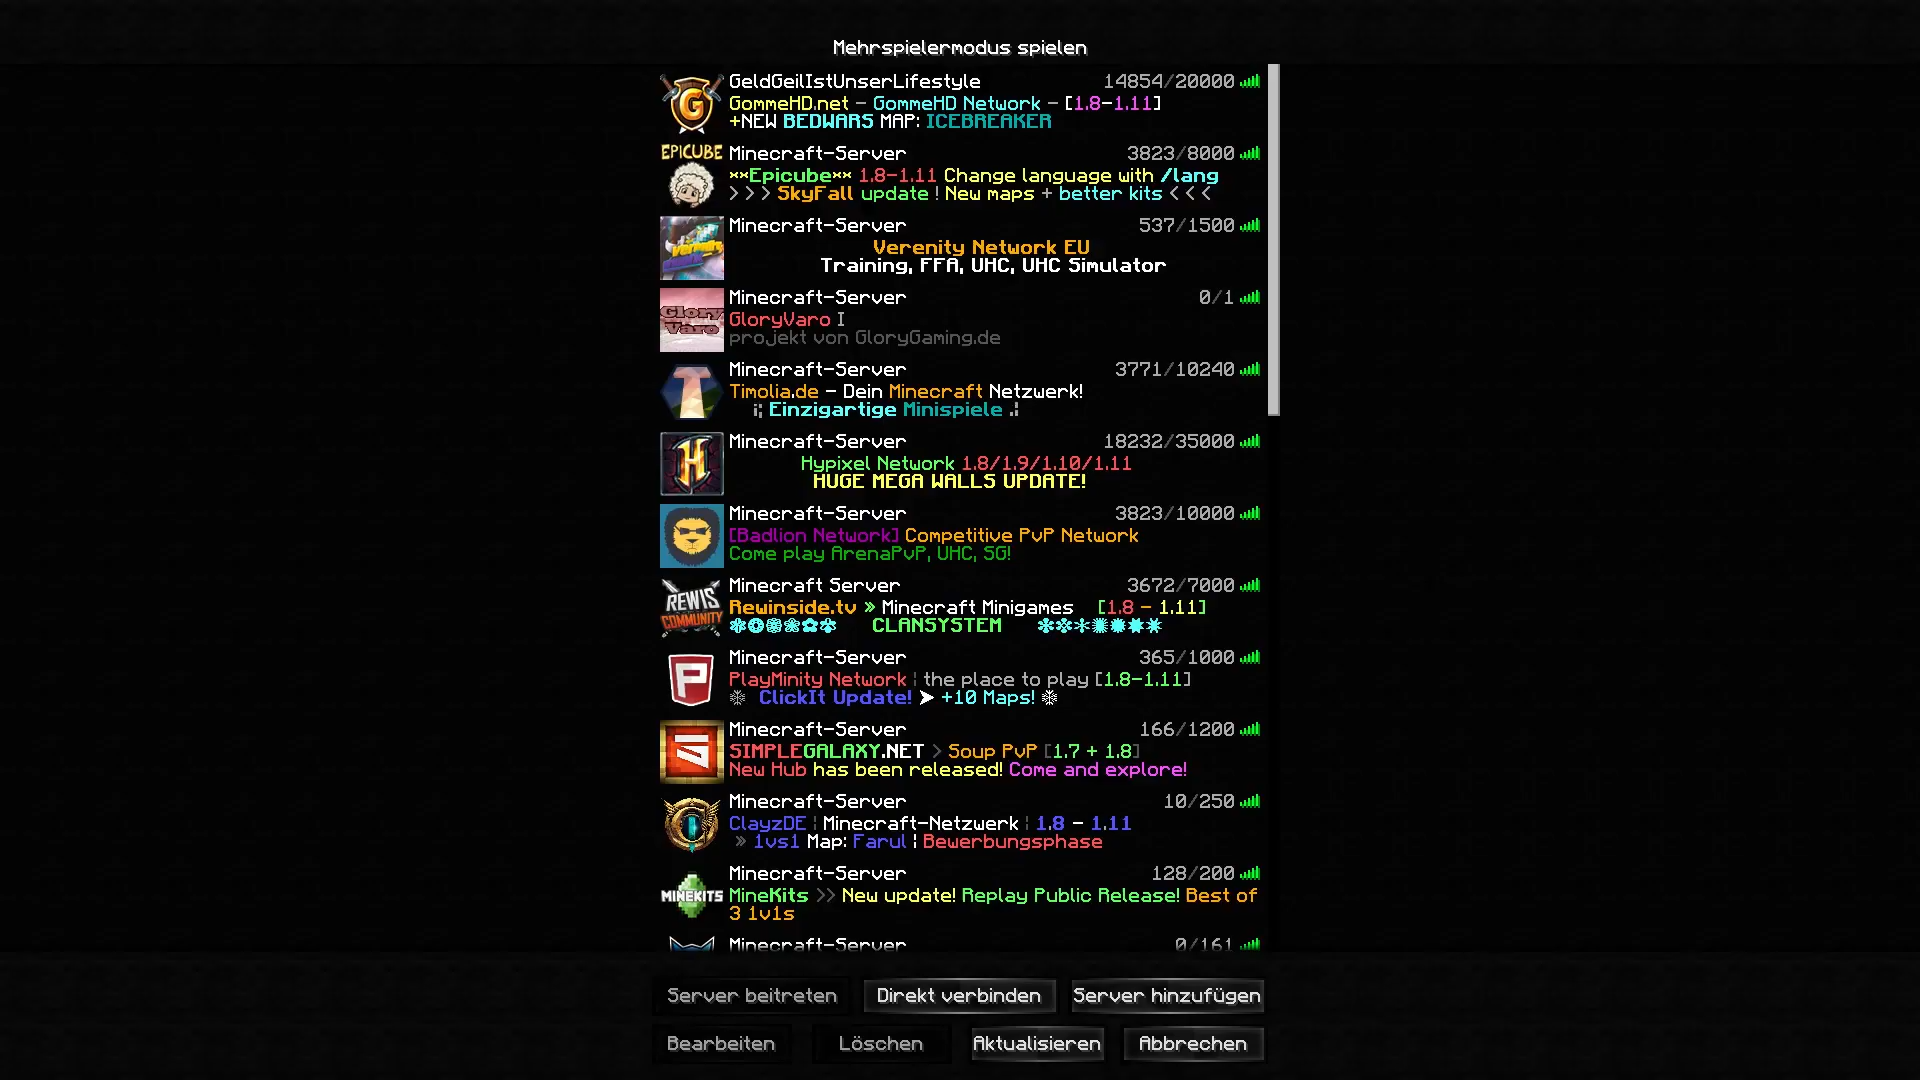 Mehrspielermodus spielen
GeldGeilIstUnserLifestyle 14854/20000
GommeHD.net - GommeHD Network - [1.8-1.11]
+NEW BEDWARS MAP: ICEBREAKER
EPICUBE
Minecraft-Server 3823/8000
**Epicube** 1.8-1.11 Change language with /lang
>>> SkyFall update ! New maps + better kits <<<
Minecraft-Server 537/1500
Verenity Network EU
Training, FFA, UHC, UHC Simulator
Minecraft-Server 0/1
Glory Varo
GloryVaro I
projekt von GloryGaming.de
Minecraft-Server 3771/10240
Timolia.de - Dein Minecraft Netzwerk!
¡¦ Einzigartige Minispiele .¦
Minecraft-Server 18232/35000
Hypixel Network 1.8/1.9/1.10/1.11
HUGE MEGA WALLS UPDATE!
Minecraft-Server 3823/10000
[Badlion Network] Competitive PvP Network
Come play ArenaPvP, UHC, SG!
Minecraft Server 3672/7000
REWIS COMMUNITY
Rewinside.tv » Minecraft Minigames [1.8 - 1.11]
CLANSYSTEM
Minecraft-Server 365/1000
PlayMinity Network ¦ the place to play [1.8-1.11]
❄ ClickIt Update! ➤ +10 Maps! ❄
Minecraft-Server 166/1200
SIMPLEGALAXY.NET > Soup PvP [1.7 + 1.8]
New Hub has been released! Come and explore!
Minecraft-Server 10/250
ClayzDE ¦ Minecraft-Netzwerk ¦ 1.8 - 1.11
» 1vs1 Map: Farul ¦ Bewerbungsphase
Minecraft-Server 128/200
MINEKITS
MineKits >> New update! Replay Public Release! Best of
3 1v1s
Minecraft-Server 0/161
Server beitreten Direkt verbinden Server hinzufügen
Bearbeiten Löschen Aktualisieren Abbrechen